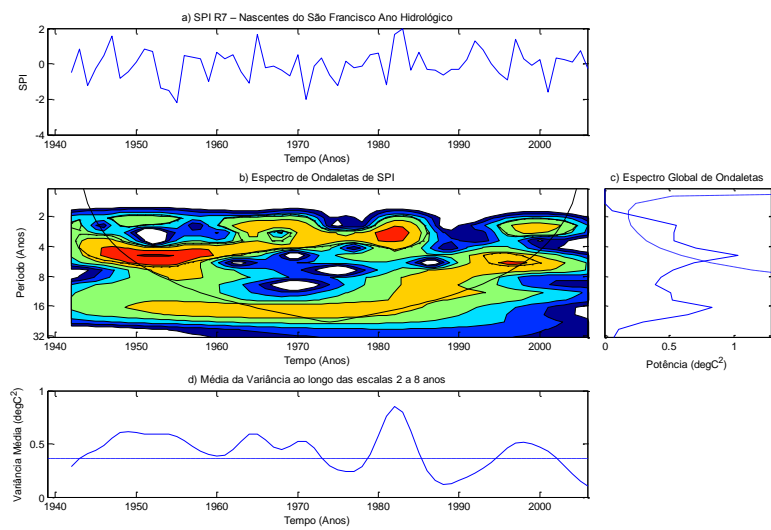 a) SPI R7 – Nascentes do São Francisco Ano Hidrológico
2
0
-2
-4
SPI
1940 1950 1960 1970 1980 1990 2000
Tempo (Anos)
b) Espectro de Ondaletas de SPI
2
4
8
16
32
Período (Anos)
1940 1950 1960 1970 1980 1990 2000
Tempo (Anos)
c) Espectro Global de Ondaletas
0 1
Potência (degC²)
d) Média da Variância ao longo das escalas 2 a 8 anos
1
0.5
0
Variância Média (degC²)
1940 1950 1960 1970 1980 1990 2000
Tempo (Anos)